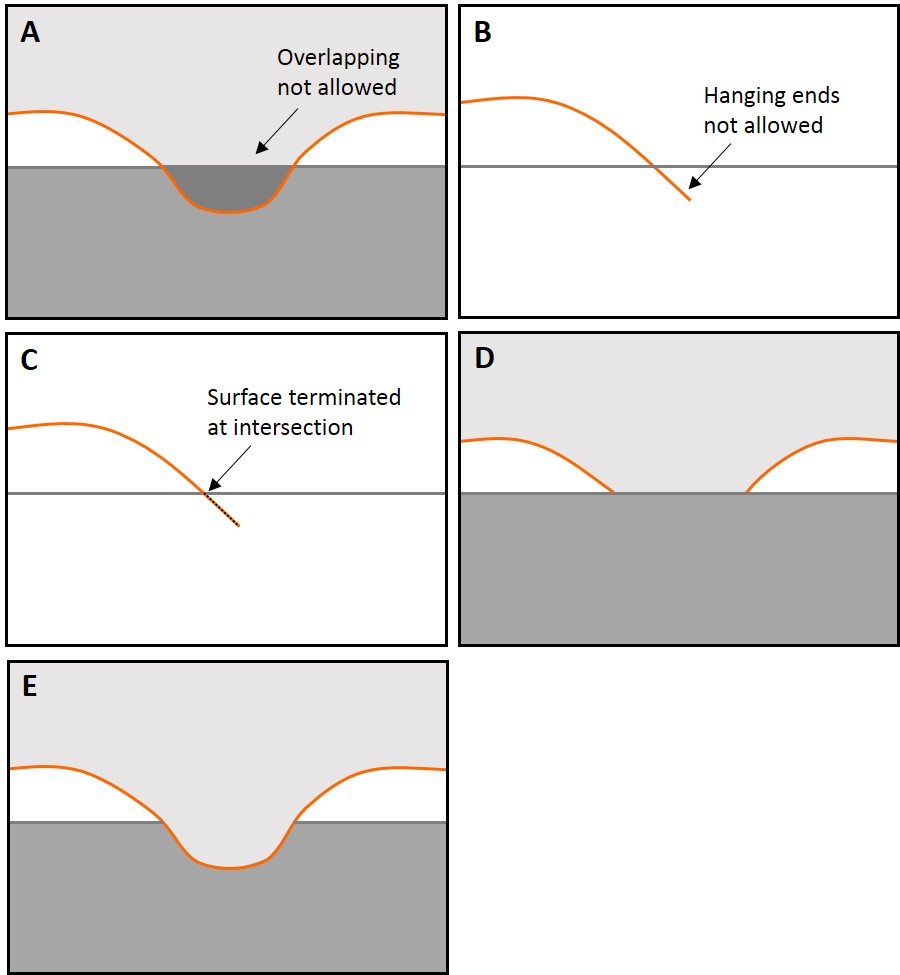 A
Overlapping
not allowed
B
Hanging ends
not allowed
C
Surface terminated
at intersection
D
E